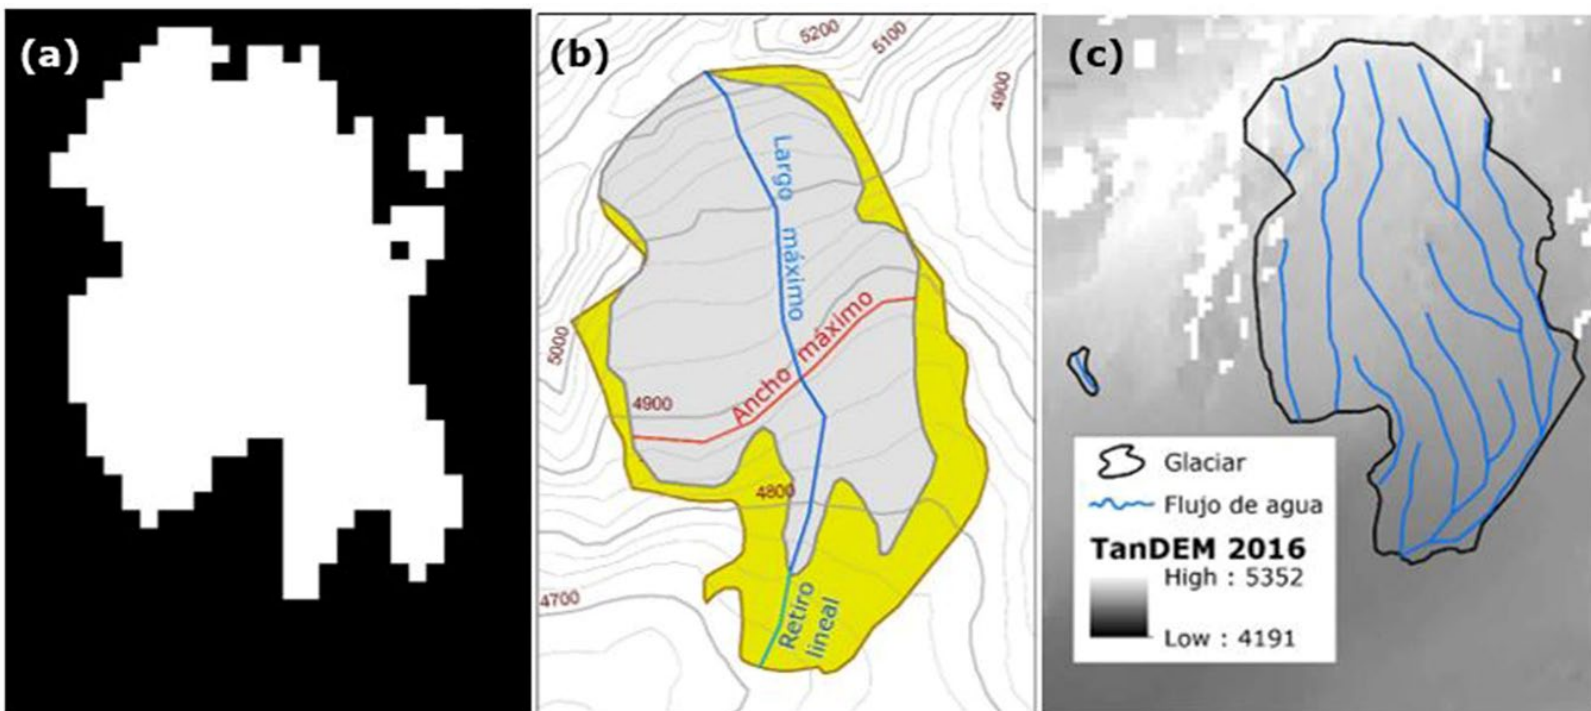 (a)
(b)
5200
5100
4900
Largo máximo
Ancho máximo
5000
4900
4800
4700
Retiro
lineal
(c)
Glaciar
Flujo de agua
TanDEM 2016
High : 5352
Low : 4191